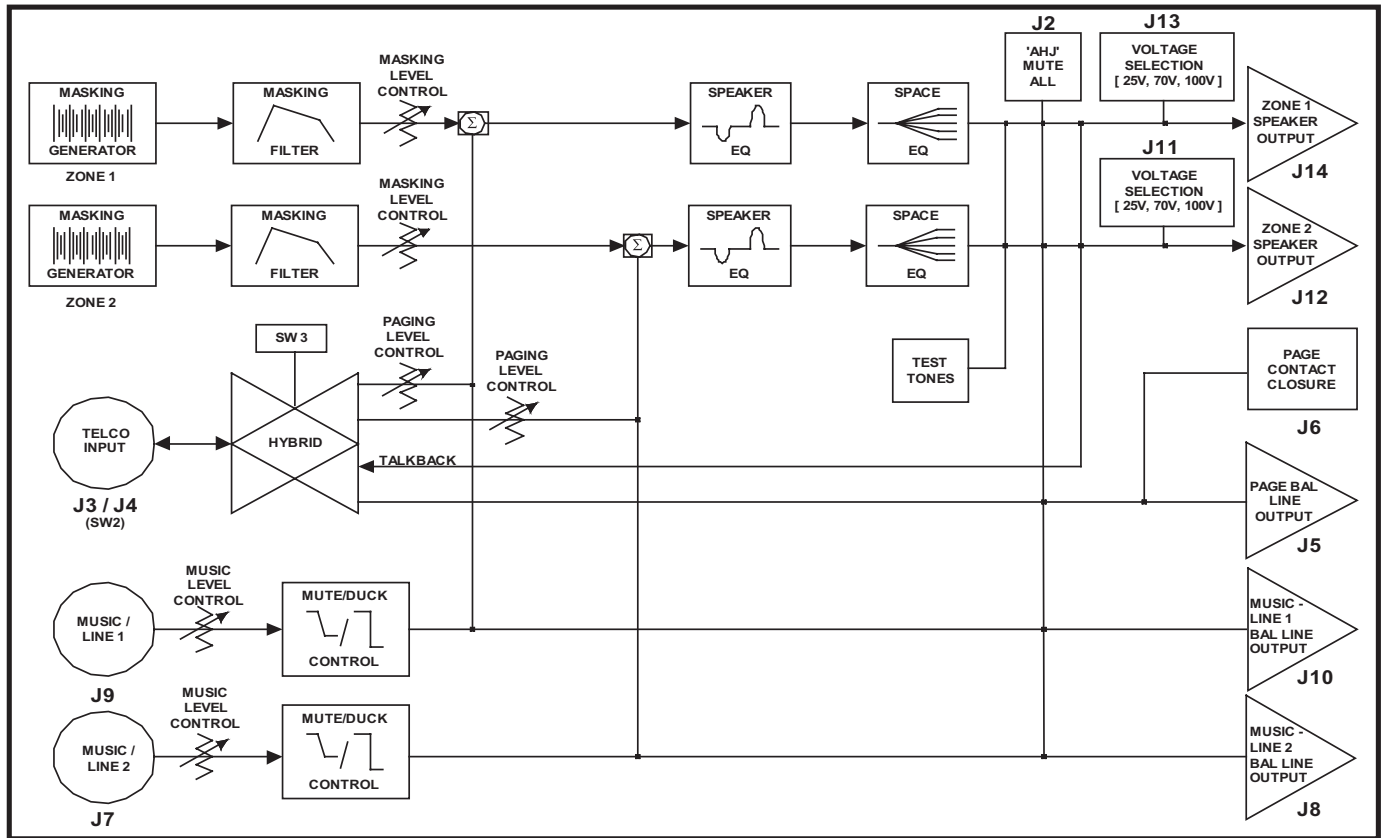 J2
'AHJ'
MUTE
ALL
J13
VOLTAGE
SELECTION
[ 25V, 70V, 100V ]
MASKING
GENERATOR
ZONE 1
MASKING
FILTER
MASKING
LEVEL
CONTROL
Σ
SPEAKER
EQ
SPACE
EQ
ZONE 1
SPEAKER
OUTPUT
J14
J11
VOLTAGE
SELECTION
[ 25V, 70V, 100V ]
MASKING
GENERATOR
ZONE 2
MASKING
FILTER
MASKING
LEVEL
CONTROL
Σ
SPEAKER
EQ
SPACE
EQ
ZONE 2
SPEAKER
OUTPUT
J12
SW 3
PAGING
LEVEL
CONTROL
PAGING
LEVEL
CONTROL
TEST
TONES
PAGE
CONTACT
CLOSURE
J6
TELCO
INPUT
J3 / J4
(SW2)
HYBRID
TALKBACK
PAGE BAL
LINE
OUTPUT
J5
MUSIC /
LINE 1
J9
MUSIC
LEVEL
CONTROL
MUTE/DUCK
CONTROL
MUSIC -
LINE 1
BAL LINE
OUTPUT
J10
MUSIC /
LINE 2
J7
MUSIC
LEVEL
CONTROL
MUTE/DUCK
CONTROL
MUSIC -
LINE 2
BAL LINE
OUTPUT
J8